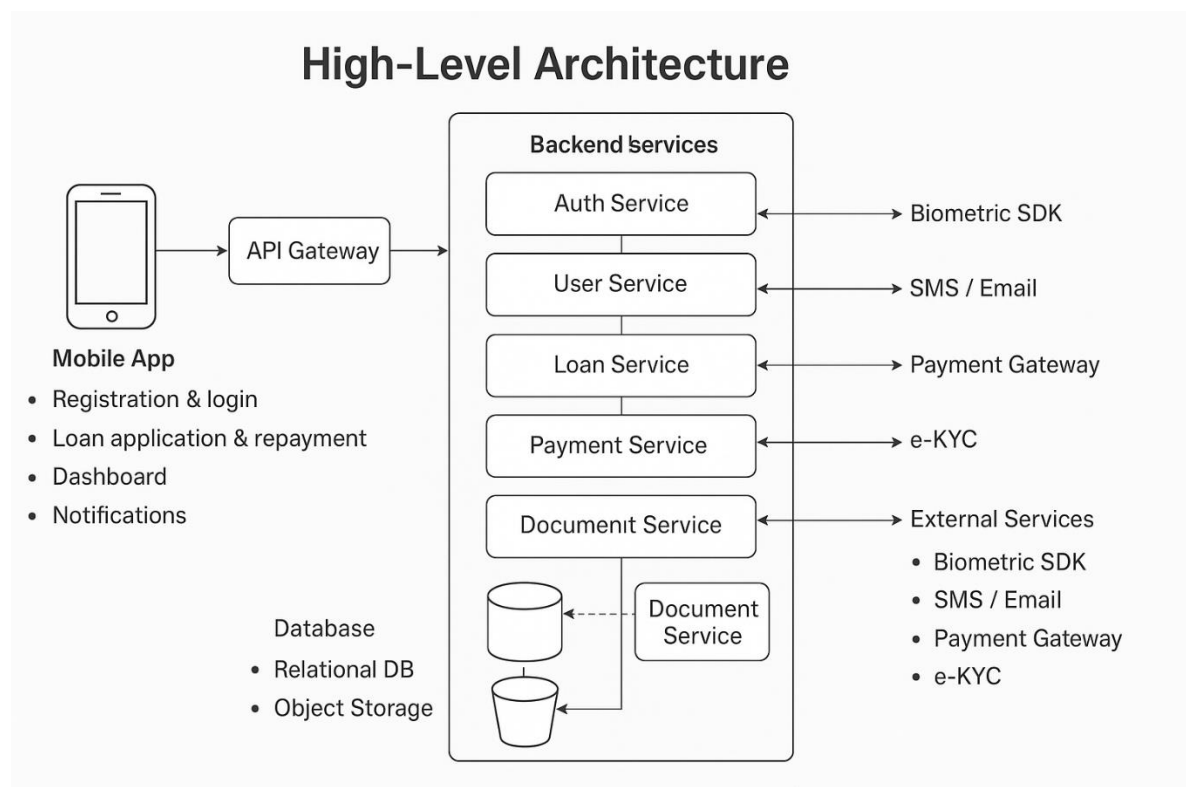 High-Level Architecture
Backend services
Auth Service
User Service
Loan Service
Payment Service
Document Service
Document
Service
API Gateway
Mobile App
• Registration & login
• Loan application & repayment
• Dashboard
• Notifications
Database
• Relational DB
• Object Storage
Biometric SDK
SMS / Email
Payment Gateway
e-KYC
External Services
• Biometric SDK
• SMS / Email
• Payment Gateway
• e-KYC